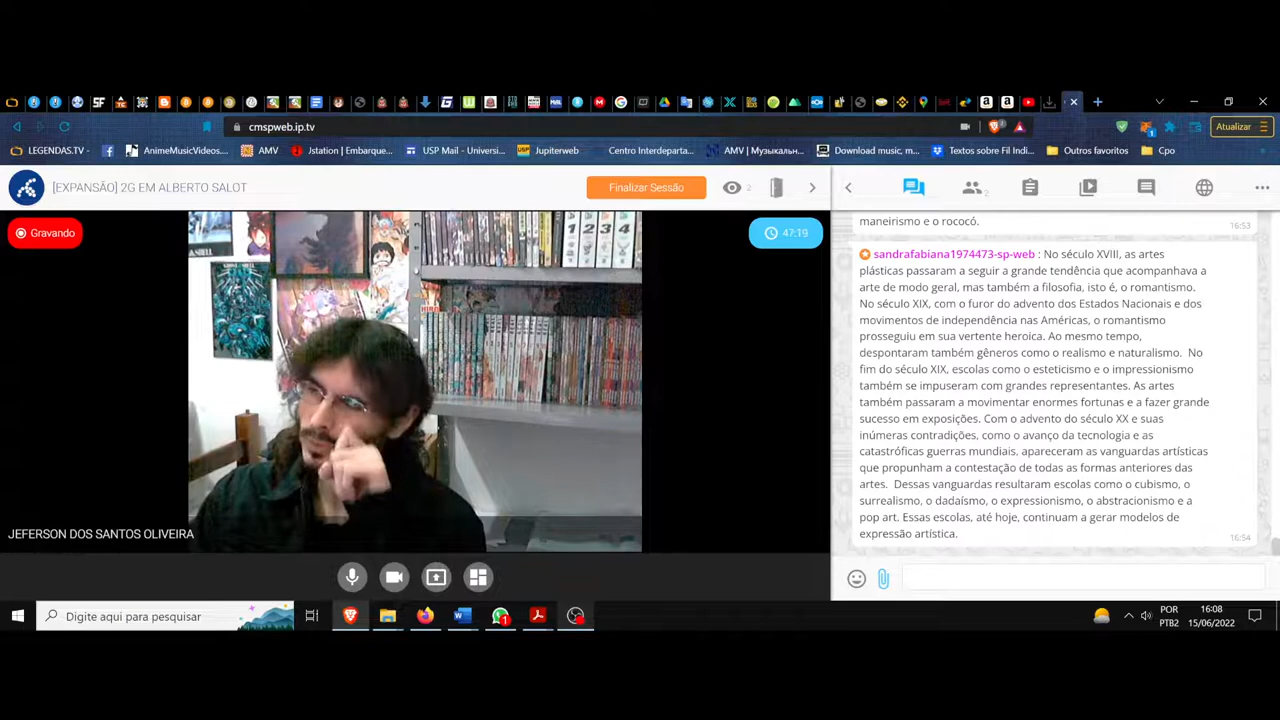 cmspweb.ip.tv
Atualizar
LEGENDAS.TV -
AnimeMusicVideos...
AMV
Jstation | Embarque...
USP Mail - Universi...
Jupiterweb
Centro Interdeparta...
AMV | Музыкальн...
Download music, m...
Textos sobre Fil Indi...
Outros favoritos
Cpo
[EXPANSÃO] 2G EM ALBERTO SALOT
Finalizar Sessão
2
2
Gravando
47:19
JEFERSON DOS SANTOS OLIVEIRA
maneirismo e o rococó.
16:53
sandrafabiana1974473-sp-web : No século XVIII, as artes
plásticas passaram a seguir a grande tendência que acompanhava a
arte de modo geral, mas também a filosofia, isto é, o romantismo.
No século XIX, com o furor do advento dos Estados Nacionais e dos
movimentos de independência nas Américas, o romantismo
prosseguiu em sua vertente heroica. Ao mesmo tempo,
despontaram também gêneros como o realismo e naturalismo. No
fim do século XIX, escolas como o esteticismo e o impressionismo
também se impuseram com grandes representantes. As artes
também passaram a movimentar enormes fortunas e a fazer grande
sucesso em exposições. Com o advento do século XX e suas
inúmeras contradições, como o avanço da tecnologia e as
catastróficas guerras mundiais, apareceram as vanguardas artísticas
que propunham a contestação de todas as formas anteriores das
artes. Dessas vanguardas resultaram escolas como o cubismo, o
surrealismo, o dadaísmo, o expressionismo, o abstracionismo e a
pop art. Essas escolas, até hoje, continuam a gerar modelos de
expressão artística.
16:54
Digite aqui para pesquisar
POR
PTB2
16:08
15/06/2022